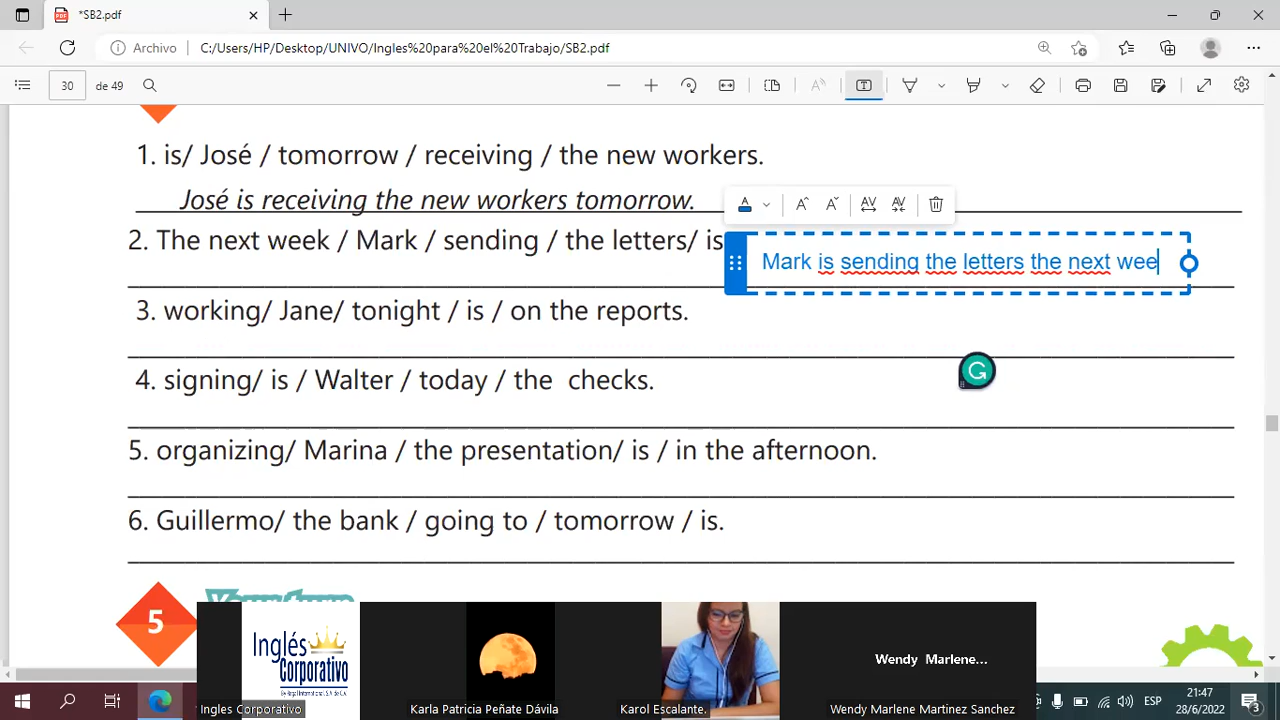 *SB2.pdf
Archivo
C:/Users/HP/Desktop/UNIVO/Ingles%20para%20el%20Trabajo/SB2.pdf
30
de 49
1. is/ José / tomorrow / receiving / the new workers.
José is receiving the new workers tomorrow.
2. The next week / Mark / sending / the letters/ is
Mark is sending the letters the next wee
3. working/ Jane/ tonight / is / on the reports.
4. signing/ is / Walter / today / the checks.
5. organizing/ Marina / the presentation/ is / in the afternoon.
6. Guillermo/ the bank / going to / tomorrow / is.
5
Your turn
Inglés
Corporativo
Ingles Corporativo
Karla Patricia Peñate Dávila
Karol Escalante.
Wendy Marlene...
Wendy Marlene Martinez Sanchez
ESP
21:47
28/6/2022
3